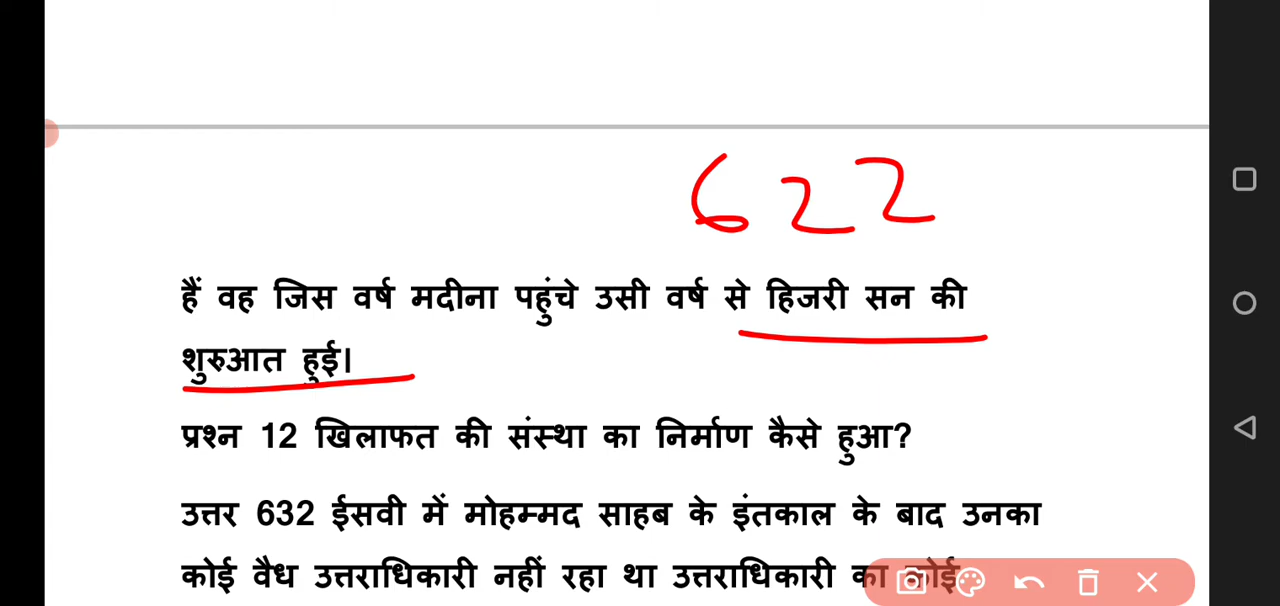 622
हैं वह जिस वर्ष मदीना पहुंचे उसी वर्ष से हिजरी सन की
शुरुआत हुई।
प्रश्न 12 खिलाफत की संस्था का निर्माण कैसे हुआ?
उत्तर 632 ईसवी में मोहम्मद साहब के इंतकाल के बाद उनका
कोई वैध उत्तराधिकारी नहीं रहा था उत्तराधिकारी का कोई